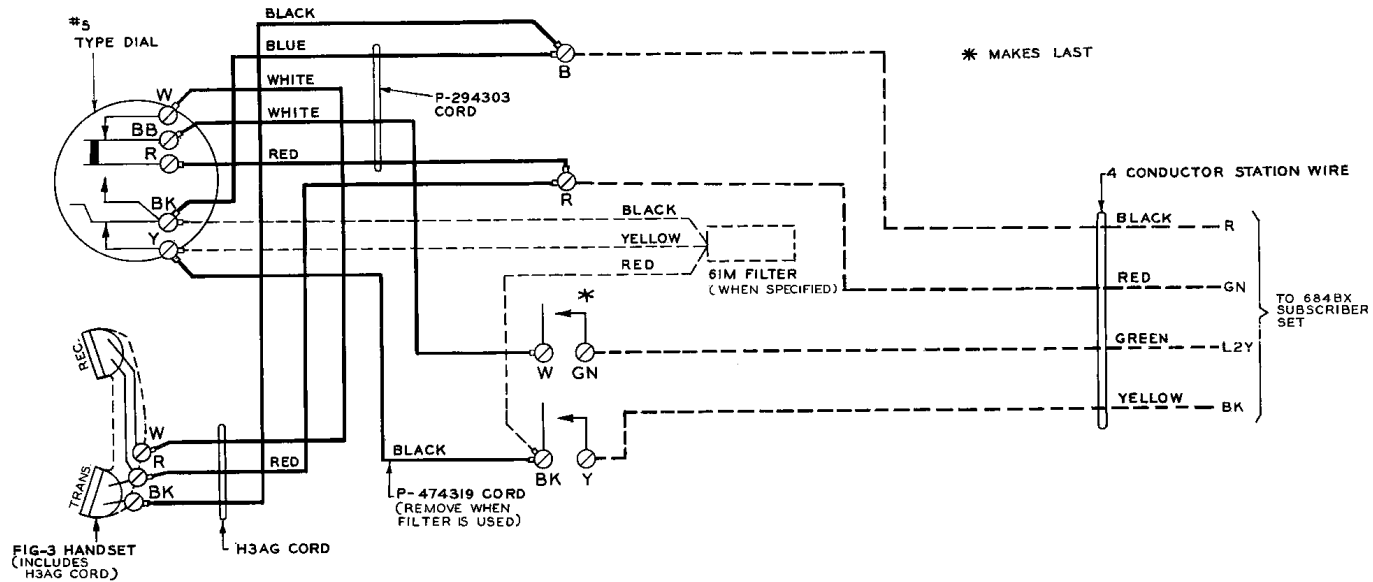 #5
TYPE DIAL
BLACK
BLUE
WHITE
WHITE
RED
W
BB
R
BK
Y
P-294303
CORD
B
R
* MAKES LAST
BLACK
YELLOW
RED
61M FILTER
(WHEN SPECIFIED)
*
W GN
BK Y
4 CONDUCTOR STATION WIRE
BLACK R
RED GN
GREEN L2Y
YELLOW BK
TO 684BX
SUBSCRIBER
SET
REC.
TRANS.
W
R
BK
RED
BLACK
P-474319 CORD
(REMOVE WHEN
FILTER IS USED)
H3AG CORD
FIG-3 HANDSET
(INCLUDES
H3AG CORD)